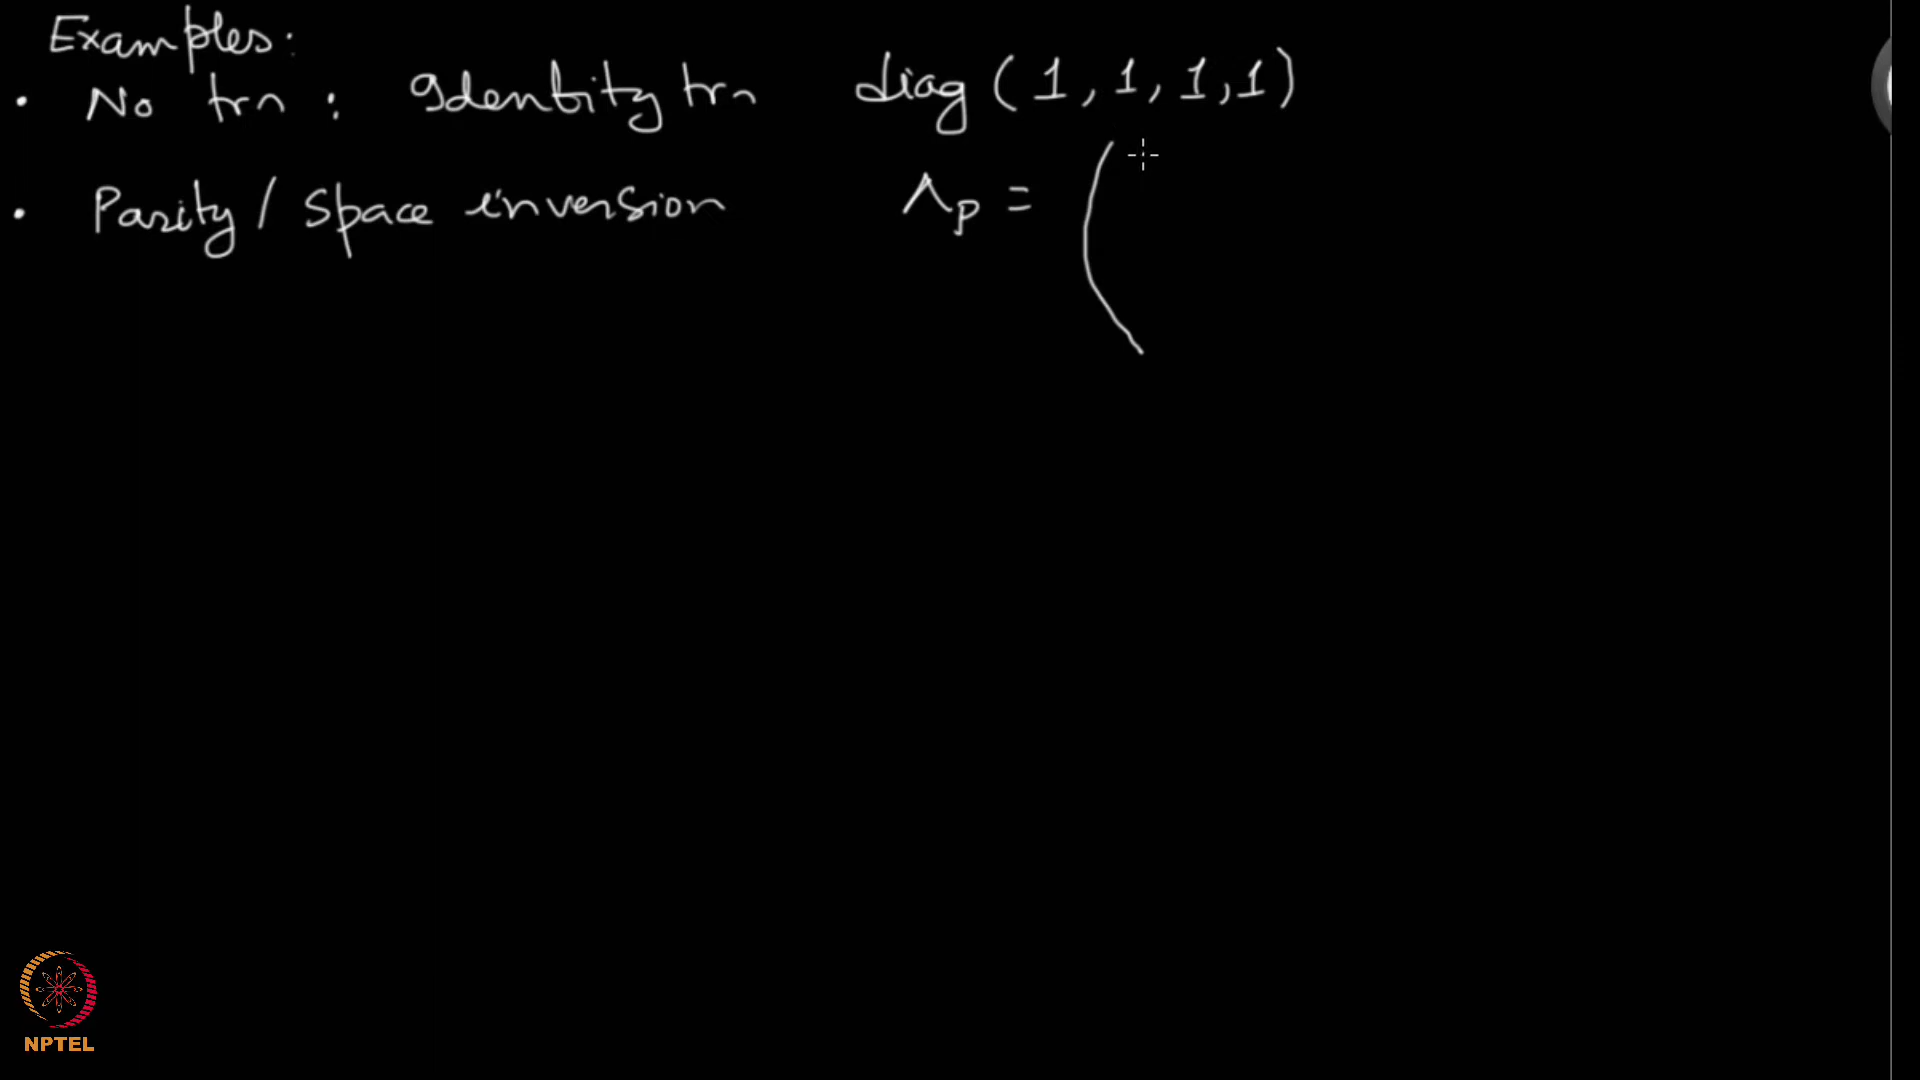 Examples:
• No trn : Identity trn diag (1,1,1,1)
• Parity / Space inversion Λp = (
NPTEL